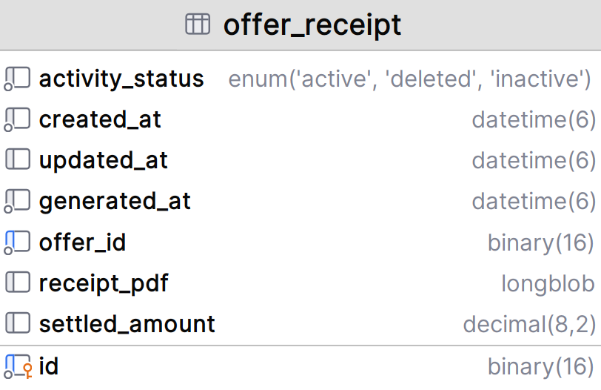 offer_receipt
activity_status enum('active', 'deleted', 'inactive')
created_at datetime(6)
updated_at datetime(6)
generated_at datetime(6)
offer_id binary(16)
receipt_pdf longblob
settled_amount decimal(8,2)
id binary(16)